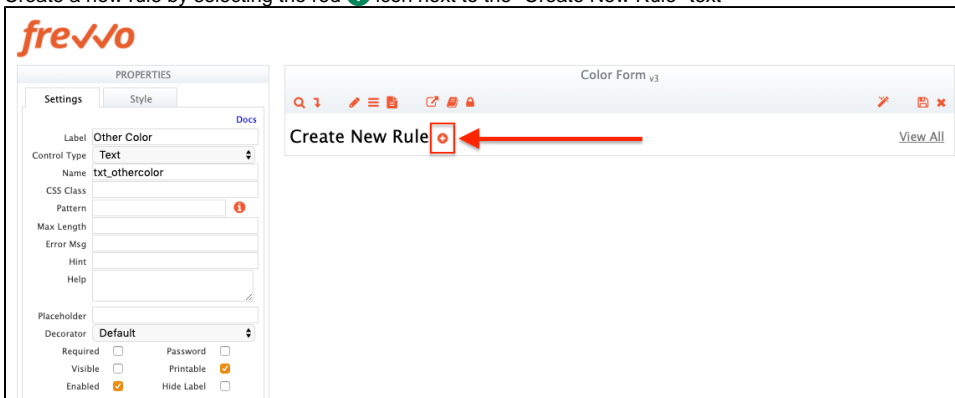 Create a new rule by selecting the red icon next to the "Create New Rule" text
frevvo
PROPERTIES
Settings Style
Docs
Label Other Color
Control Type Text
Name txt_othercolor
CSS Class
Pattern
Max Length
Error Msg
Hint
Help
Placeholder
Decorator Default
Required Password
Visible Printable
Enabled Hide Label
Color Form v3
Create New Rule
View All